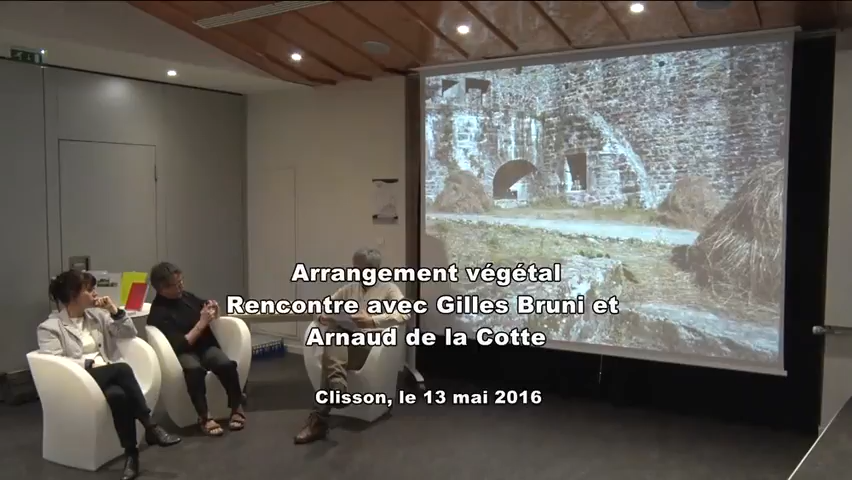 Arrangement végétal
Rencontre avec Gilles Bruni et
Arnaud de la Cotte
Clisson, le 13 mai 2016